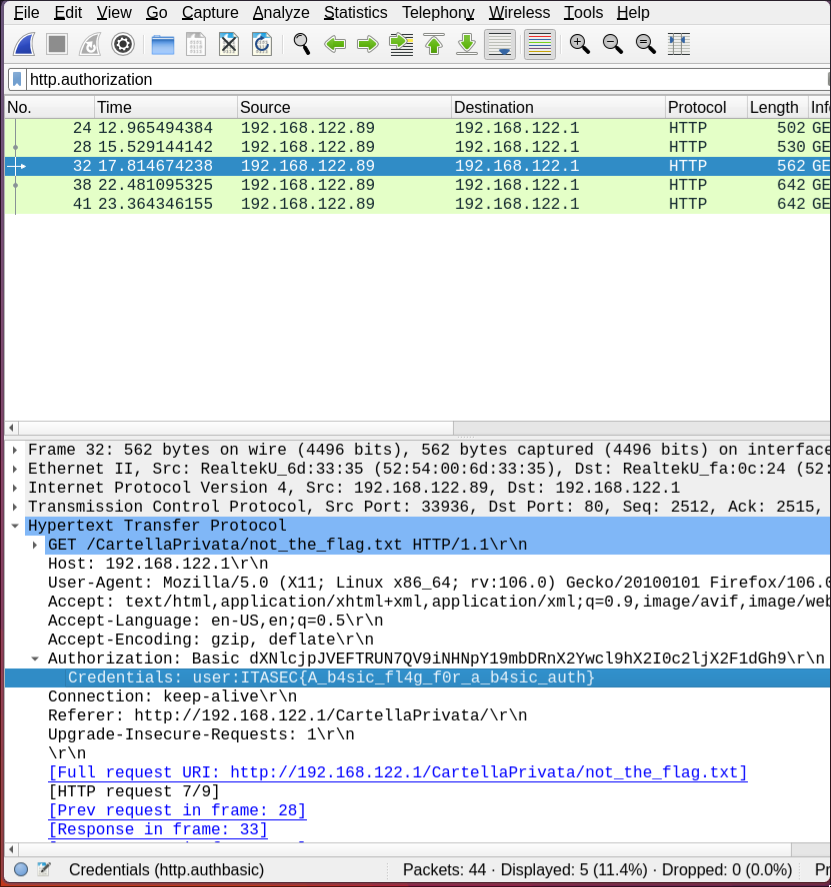 File Edit View Go Capture Analyze Statistics Telephony Wireless Tools Help
http.authorization
No. Time Source Destination Protocol Length Inf
24 12.965494384 192.168.122.89 192.168.122.1 HTTP 502 GE
28 15.529144142 192.168.122.89 192.168.122.1 HTTP 530 GE
32 17.814674238 192.168.122.89 192.168.122.1 HTTP 562 GE
38 22.481095325 192.168.122.89 192.168.122.1 HTTP 642 GE
41 23.364346155 192.168.122.89 192.168.122.1 HTTP 642 GE
Frame 32: 562 bytes on wire (4496 bits), 562 bytes captured (4496 bits) on interface
Ethernet II, Src: RealtekU_6d:33:35 (52:54:00:6d:33:35), Dst: RealtekU_fa:0c:24 (52:
Internet Protocol Version 4, Src: 192.168.122.89, Dst: 192.168.122.1
Transmission Control Protocol, Src Port: 33936, Dst Port: 80, Seq: 2512, Ack: 2515,
Hypertext Transfer Protocol
GET /CartellaPrivata/not_the_flag.txt HTTP/1.1\r\n
Host: 192.168.122.1\r\n
User-Agent: Mozilla/5.0 (X11; Linux x86_64; rv:106.0) Gecko/20100101 Firefox/106.0
Accept: text/html,application/xhtml+xml,application/xml;q=0.9,image/avif,image/web
Accept-Language: en-US,en;q=0.5\r\n
Accept-Encoding: gzip, deflate\r\n
Authorization: Basic dXNlcjpJVEFTRUN7QV9iNHNpY19mbDRnX2Ywcl9hX2I0c2ljX2F1dGh9\r\n
Credentials: user:ITASEC{A_b4sic_fl4g_f0r_a_b4sic_auth}
Connection: keep-alive\r\n
Referer: http://192.168.122.1/CartellaPrivata/\r\n
Upgrade-Insecure-Requests: 1\r\n
\r\n
[Full request URI: http://192.168.122.1/CartellaPrivata/not_the_flag.txt]
[HTTP request 7/9]
[Prev request in frame: 28]
[Response in frame: 33]
Credentials (http.authbasic) Packets: 44 · Displayed: 5 (11.4%) · Dropped: 0 (0.0%) Pr